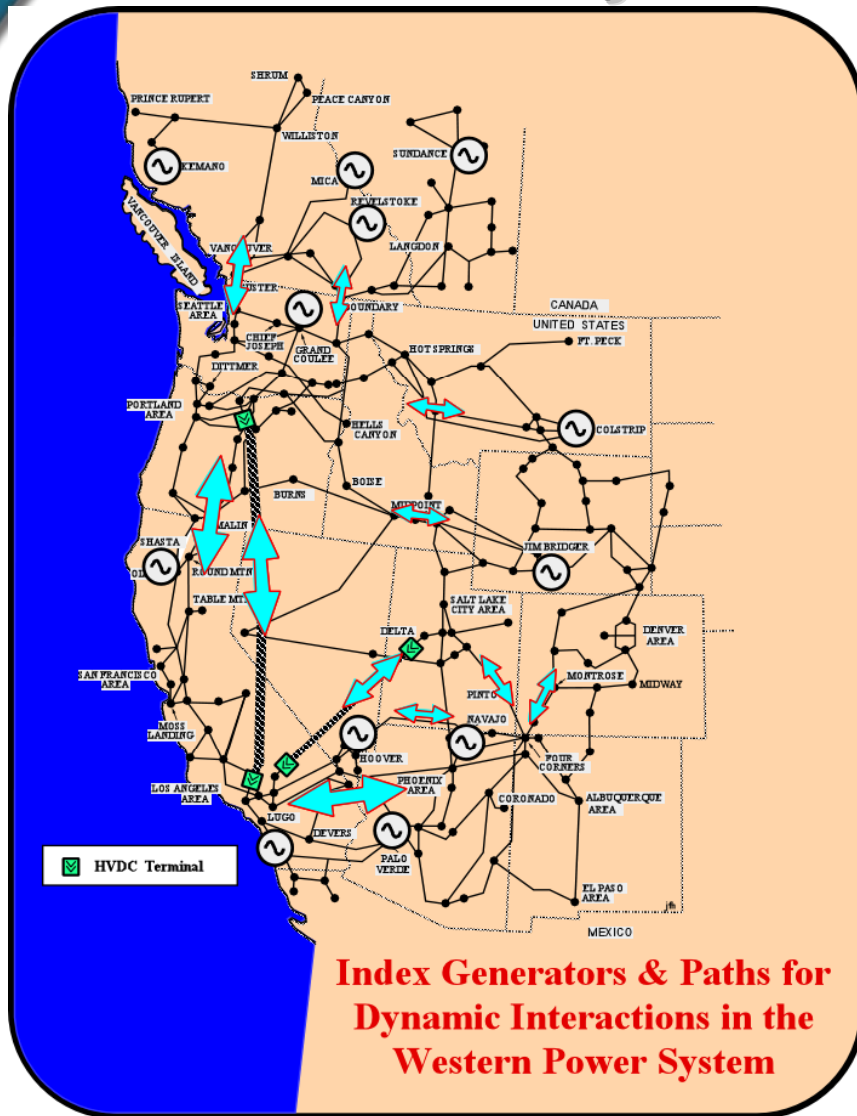 SHRUM
PEACE CANYON
PRINCE RUPERT
WILLISTON
SUNDANCE
KEMANO
MICA
REVELSTOKE
VANCOUVER ISLAND
VANCOUVER
LANGDON
SEATTLE
AREA
BOUNDARY
CANADA
UNITED STATES
CHIEF
JOSEPH
GRAND
COULEE
HOT SPRINGS
FT. PECK
DITTMER
PORTLAND
AREA
HELLS
CANYON
COLSTRIP
BURNS
BOISE
MIDPOINT
MALIN
SHASTA
ROUND MTN
JIM BRIDGER
TABLE MTN
SALT LAKE
CITY AREA
DELTA
DENVER
AREA
SAN FRANCISCO
AREA
MONTROSE
MIDWAY
PINTO
MOSS
LANDING
NAVAJO
HOOVER
FOUR
CORNERS
LOS ANGELES
AREA
PHOENIX
AREA
CORONADO
ALBUQUERQUE
AREA
LUGO
DEVERS
PALO
VERDE
HVDC Terminal
EL PASO
AREA
MEXICO
Index Generators & Paths for
Dynamic Interactions in the
Western Power System